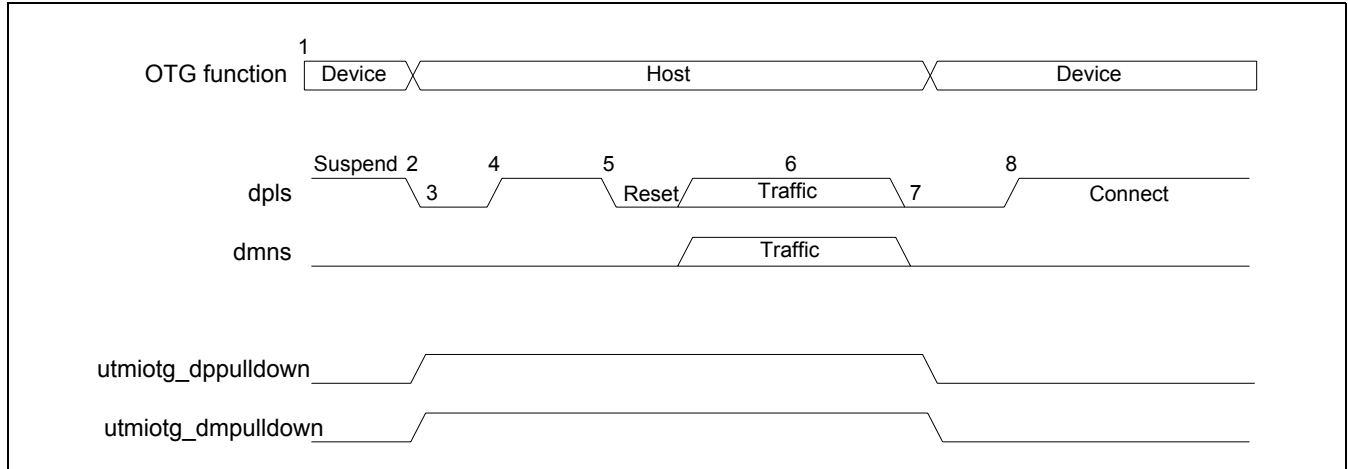 1
OTG function Device Host Device
Suspend 2 4 5 6 8
dpls 3 Reset Traffic 7 Connect
dmns Traffic
utmiotg_dppulldown
utmiotg_dmpulldown